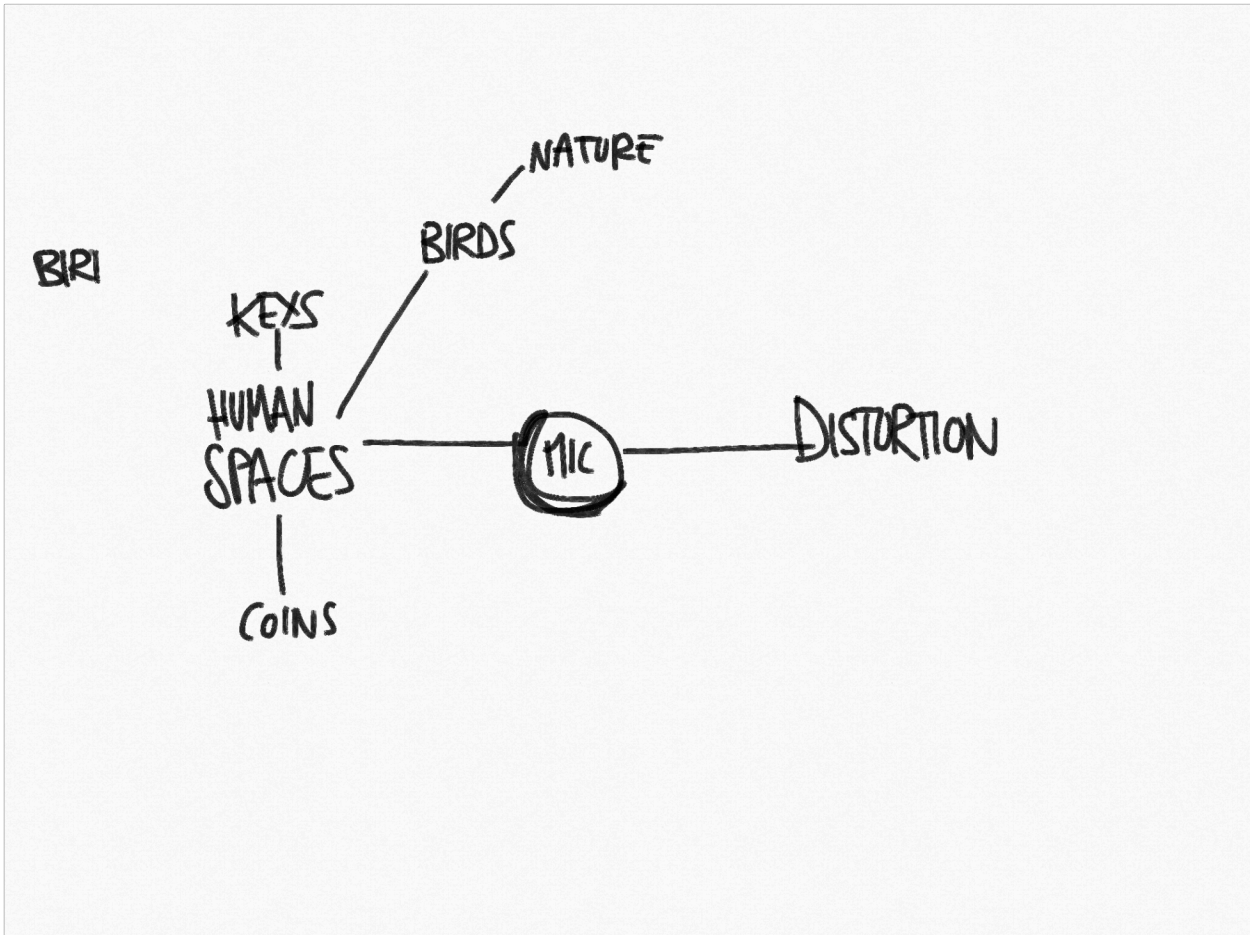 NATURE
BIRDS
BIRI
KEYS
HUMAN
SPACES
MIC
DISTORTION
COINS